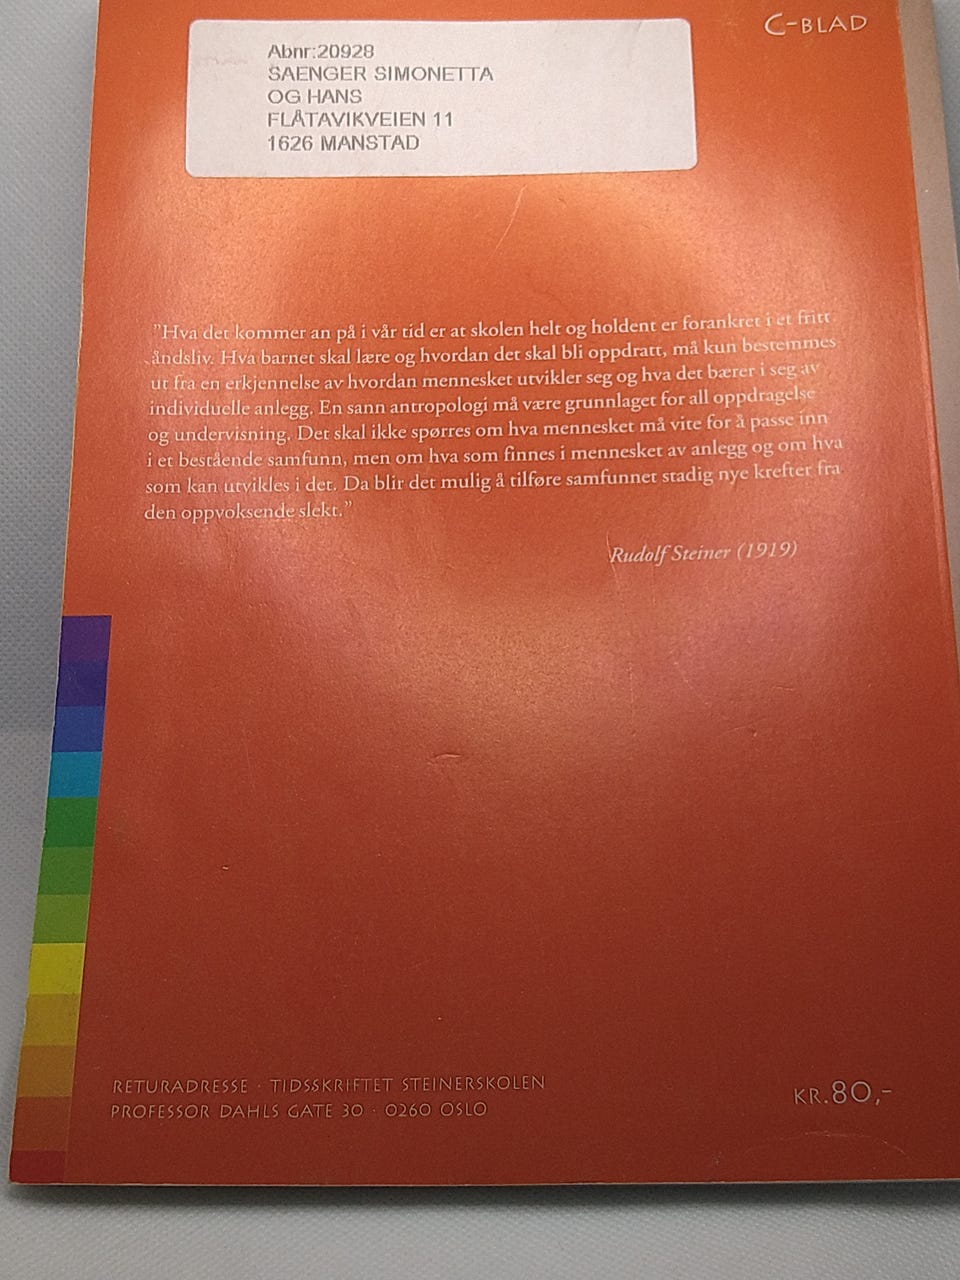 C-BLAD
Abnr:20928
SAENGER SIMONETTA
OG HANS
FLÅTAVIKVEIEN 11
1626 MANSTAD
"Hva det kommer an på i vår tid er at skolen helt og holdent er forankret i et fritt
åndsliv. Hva barnet skal lære og hvordan det skal bli oppdratt, må kun bestemmes
ut fra en erkjennelse av hvordan mennesket utvikler seg og hva det bærer i seg av
individuelle anlegg. En sann antropologi må være grunnlaget for all oppdragelse
og undervisning. Det skal ikke spørres om hva mennesket må vite for å passe inn
i et bestående samfunn, men om hva som finnes i mennesket av anlegg og om hva
som kan utvikles i det. Da blir det mulig å tilføre samfunnet stadig nye krefter fra
den oppvoksende slekt."
Rudolf Steiner (1919)
RETURADRESSE · TIDSSKRIFTET STEINERSKOLEN
PROFESSOR DAHLS GATE 30 · 0260 OSLO
KR.80,-